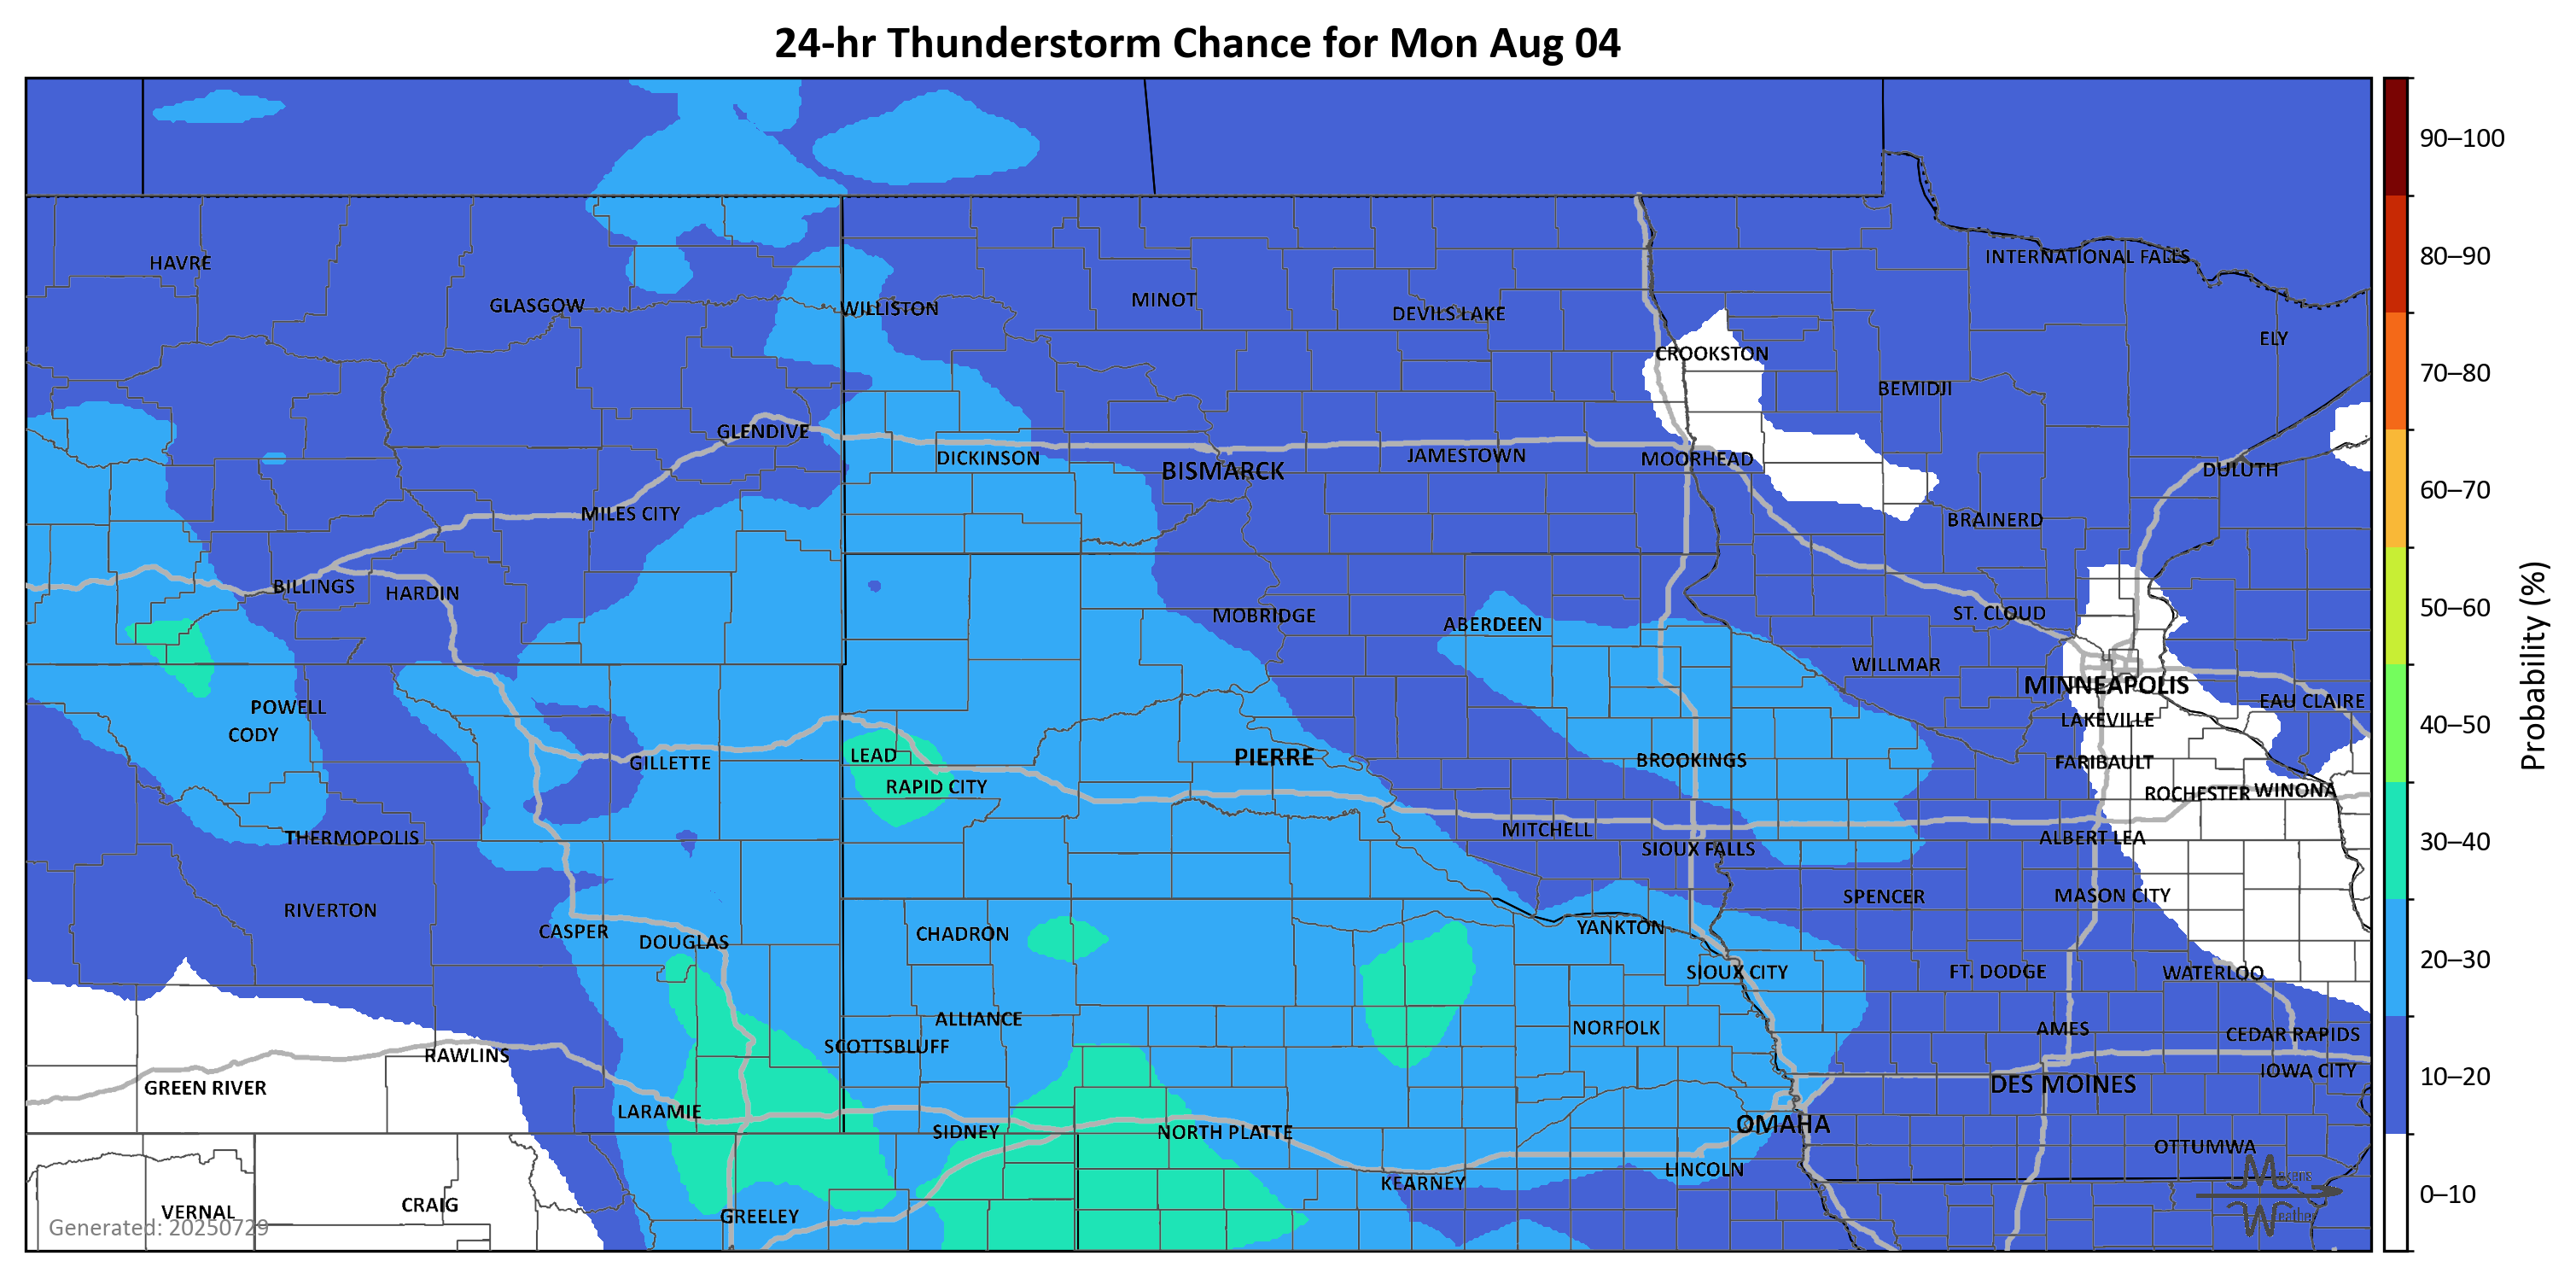 24-hr Thunderstorm Chance for Mon Aug 04
90–100
80–90
70–80
60–70
50–60
40–50
30–40
20–30
10–20
0–10
Probability (%)
INTERNATIONAL FALLS
HAVRE
GLASGOW
WILLISTON
MINOT
DEVILS LAKE
ELY
CROOKSTON
BEMIDJI
GLENDIVE
DICKINSON
BISMARCK
JAMESTOWN
MOORHEAD
DULUTH
MILES CITY
BRAINERD
BILLINGS
HARDIN
MOBRIDGE
ABERDEEN
ST. CLOUD
WILLMAR
MINNEAPOLIS
EAU CLAIRE
POWELL
CODY
LAKEVILLE
GILLETTE
LEAD
PIERRE
BROOKINGS
FARIBAULT
RAPID CITY
ROCHESTER
WINONA
THERMOPOLIS
MITCHELL
ALBERT LEA
SIOUX FALLS
RIVERTON
SPENCER
MASON CITY
CASPER
DOUGLAS
CHADRON
YANKTON
SIOUX CITY
FT. DODGE
WATERLOO
ALLIANCE
NORFOLK
AMES
CEDAR RAPIDS
RAWLINS
SCOTTSBLUFF
IOWA CITY
GREEN RIVER
DES MOINES
LARAMIE
SIDNEY
NORTH PLATTE
OMAHA
OTTUMWA
LINCOLN
KEARNEY
VERNAL
CRAIG
GREELEY
Generated: 20250729
Makens
Weather